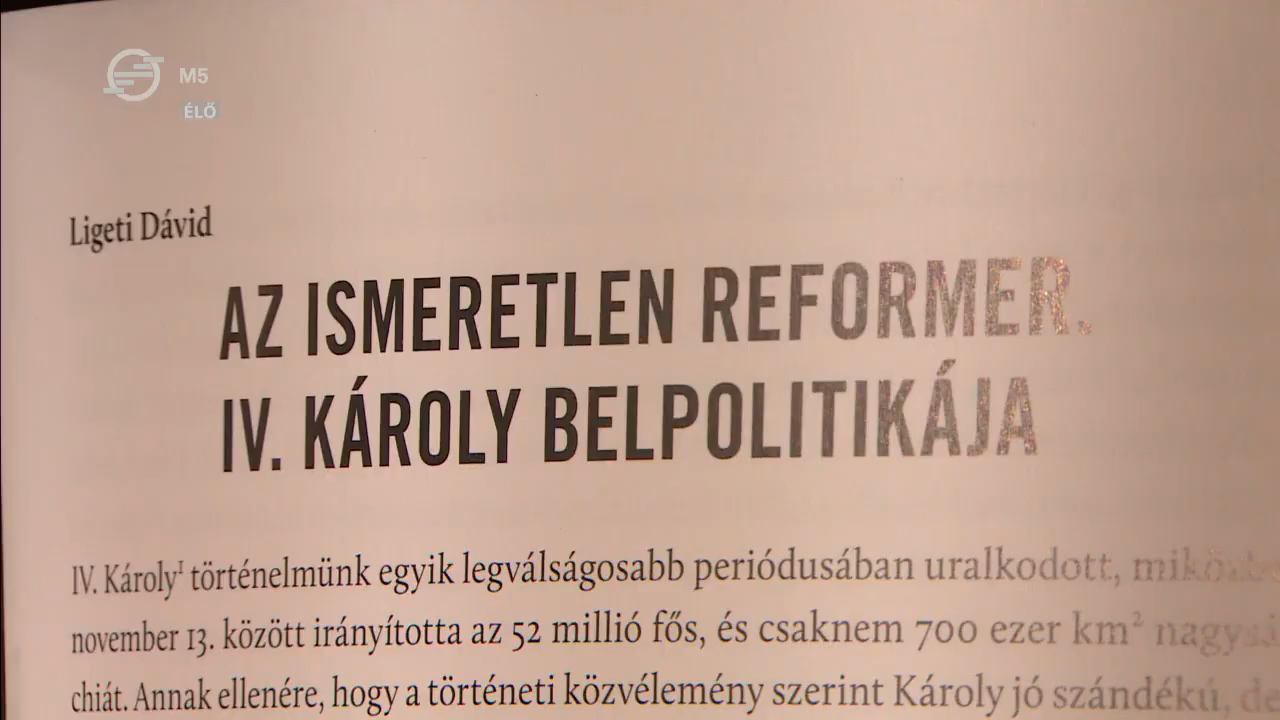 M5
ÉLŐ
Ligeti Dávid
AZ ISMERETLEN REFORMER.
IV. KÁROLY BELPOLITIKÁJA
IV. Károly¹ történelmünk egyik legválságosabb periódusában uralkodott,
november 13. között irányította az 52 millió fős, és csaknem 700 ezer km²
chiát. Annak ellenére, hogy a történeti közvélemény szerint Károly jó szándékú, de